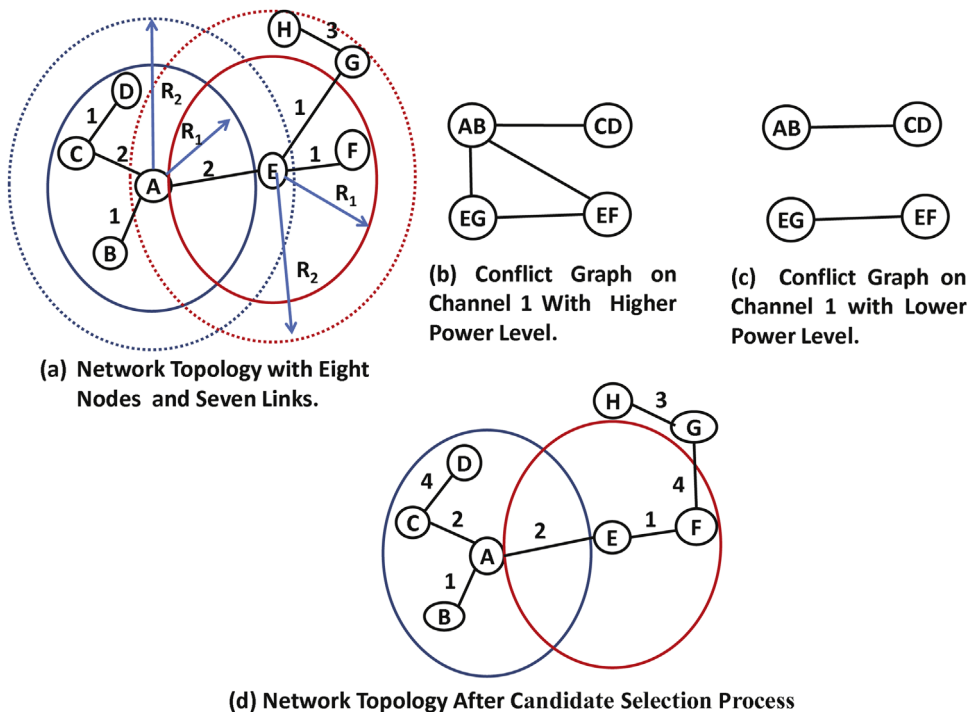 H
3
G
D
R2
1
1
R1
C
2
F
1
E
2
A
R1
1
B
R2
(a) Network Topology with Eight
Nodes and Seven Links.
AB
CD
EG
EF
(b) Conflict Graph on
Channel 1 With Higher
Power Level.
AB
CD
EG
EF
(c) Conflict Graph on
Channel 1 with Lower
Power Level.
H
3
G
D
4
4
C
2
2
1
F
E
A
1
B
(d) Network Topology After Candidate Selection Process